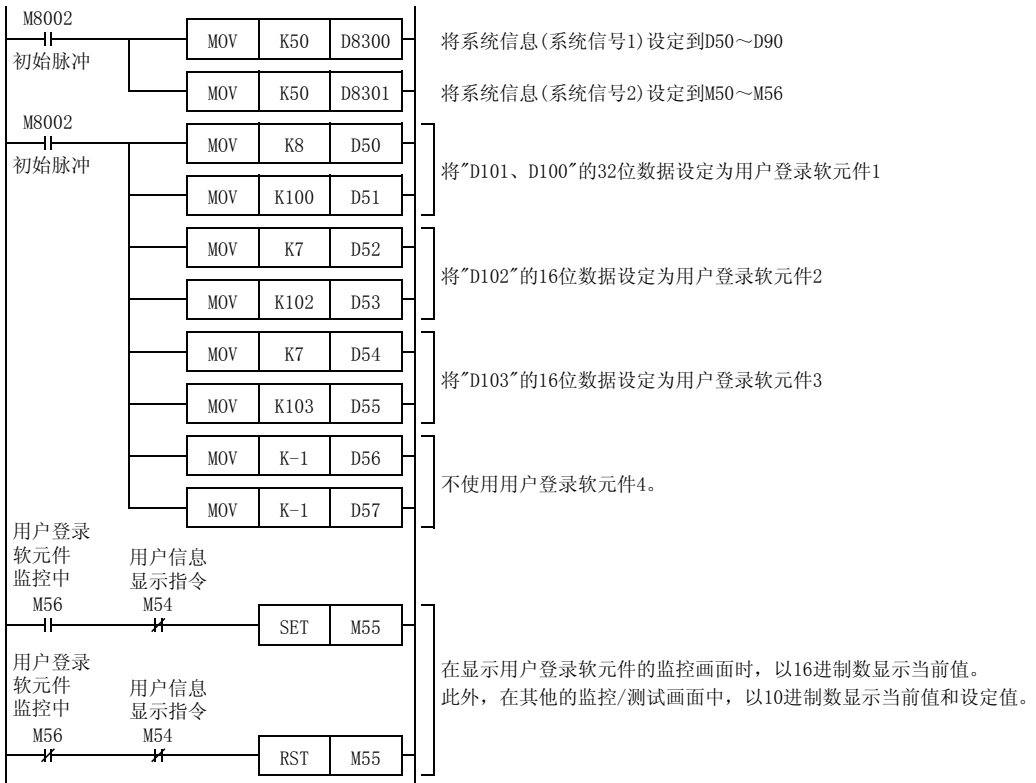 M8002
初始脉冲
MOV K50 D8300
将系统信息(系统信号1)设定到D50～D90
MOV K50 D8301
将系统信息(系统信号2)设定到M50～M56
M8002
初始脉冲
MOV K8 D50
MOV K100 D51
将"D101、D100"的32位数据设定为用户登录软元件1
MOV K7 D52
MOV K102 D53
将"D102"的16位数据设定为用户登录软元件2
MOV K7 D54
MOV K103 D55
将"D103"的16位数据设定为用户登录软元件3
MOV K-1 D56
MOV K-1 D57
不使用用户登录软元件4。
用户登录
软元件
监控中
M56
用户信息
显示指令
M54
SET M55
用户登录
软元件
监控中
M56
用户信息
显示指令
M54
RST M55
在显示用户登录软元件的监控画面时，以16进制数显示当前值。
此外，在其他的监控/测试画面中，以10进制数显示当前值和设定值。